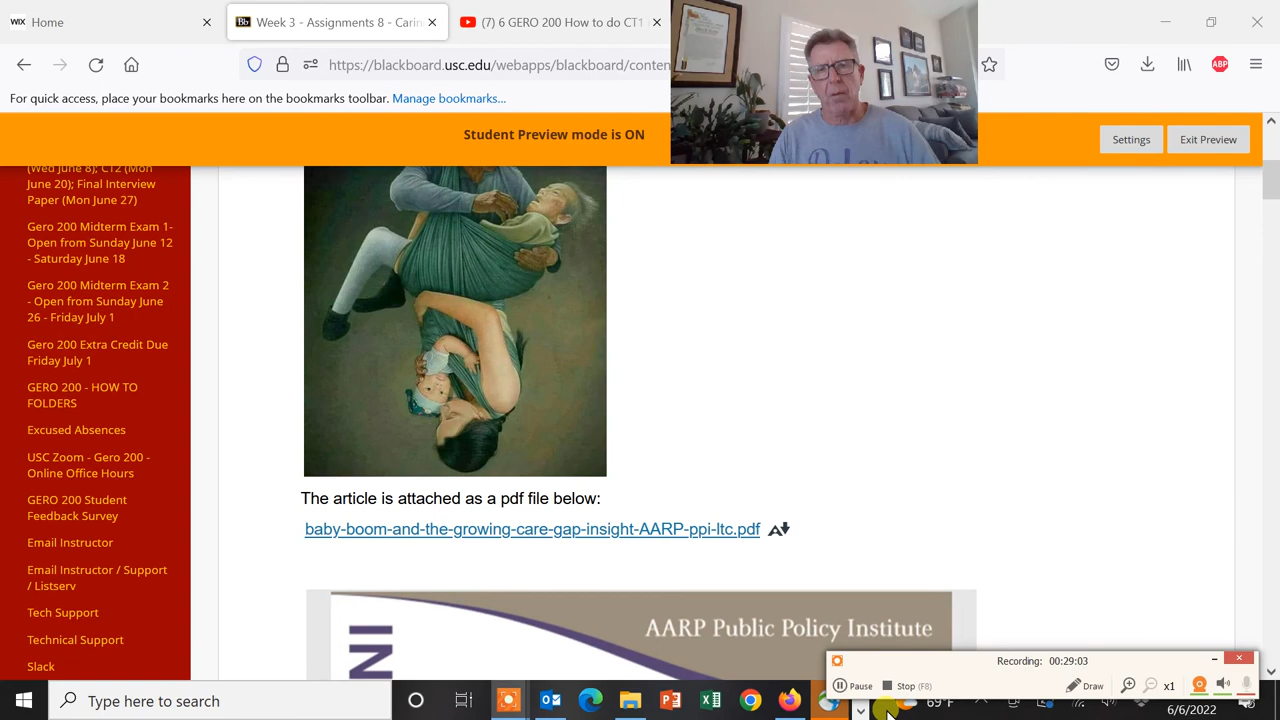 WIX Home
Bb Week 3 - Assignments 8 - Carin
(7) 6 GERO 200 How to do CT1
https://blackboard.usc.edu/webapps/blackboard/conten
ABP
For quick access, place your bookmarks here on the bookmarks toolbar. Manage bookmarks...
Student Preview mode is ON
Settings
Exit Preview
(Wed June 8); CT2 (Mon
June 20); Final Interview
Paper (Mon June 27)
Gero 200 Midterm Exam 1-
Open from Sunday June 12
- Saturday June 18
Gero 200 Midterm Exam 2
- Open from Sunday June
26 - Friday July 1
Gero 200 Extra Credit Due
Friday July 1
GERO 200 - HOW TO
FOLDERS
Excused Absences
USC Zoom - Gero 200 -
Online Office Hours
GERO 200 Student
Feedback Survey
Email Instructor
Email Instructor / Support
/ Listserv
Tech Support
Technical Support
Slack
The article is attached as a pdf file below:
baby-boom-and-the-growing-care-gap-insight-AARP-ppi-ltc.pdf
AARP Public Policy Institute
NI
Recording: 00:29:03
Pause
Stop (F8)
Draw
x1
Type here to search
69°F
6/6/2022